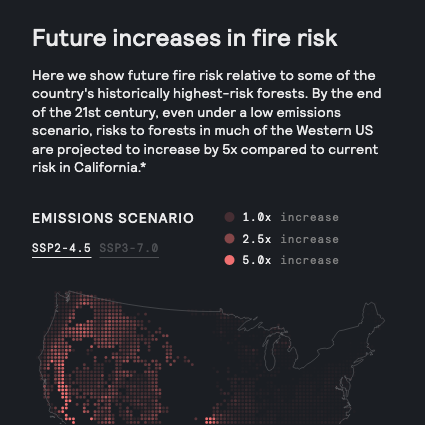 Future increases in fire risk
Here we show future fire risk relative to some of the
country's historically highest-risk forests. By the end
of the 21st century, even under a low emissions
scenario, risks to forests in much of the Western US
are projected to increase by 5x compared to current
risk in California.*
EMISSIONS SCENARIO
SSP2-4.5 SSP3-7.0
1.0x increase
2.5x increase
5.0x increase